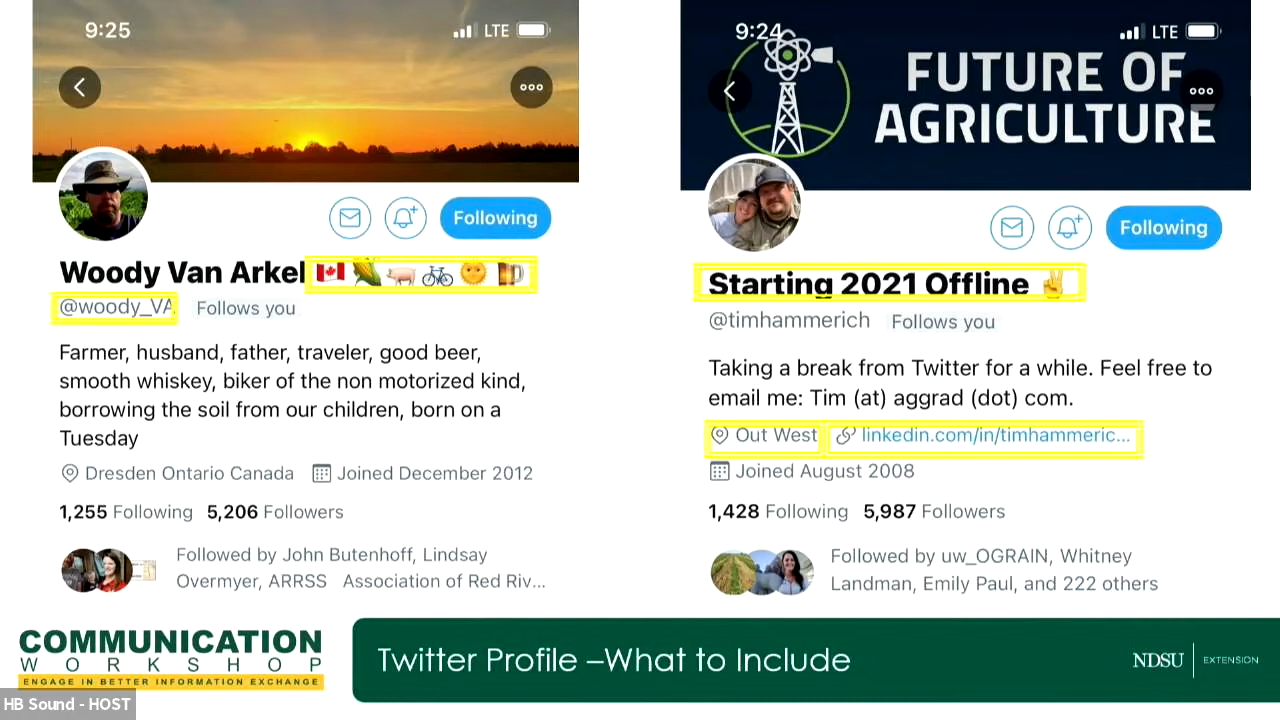 9:25
LTE
Following
Woody Van Arkel 🇨🇦 🌽 🐖 🚲 🌞 🍺
@woody_VA
Follows you
Farmer, husband, father, traveler, good beer,
smooth whiskey, biker of the non motorized kind,
borrowing the soil from our children, born on a
Tuesday
Dresden Ontario Canada Joined December 2012
1,255 Following 5,206 Followers
Followed by John Butenhoff, Lindsay
Overmyer, ARRSS Association of Red Riv...
9:24
LTE
FUTURE OF
AGRICULTURE
Following
Starting 2021 Offline ✌
@timhammerich Follows you
Taking a break from Twitter for a while. Feel free to
email me: Tim (at) aggrad (dot) com.
Out West linkedin.com/in/timhammeric...
Joined August 2008
1,428 Following 5,987 Followers
Followed by uw_OGRAIN, Whitney
Landman, Emily Paul, and 222 others
COMMUNICATION
WORKSHOP
ENGAGE IN BETTER INFORMATION EXCHANGE
Twitter Profile –What to Include
NDSU EXTENSION
HB Sound - HOST